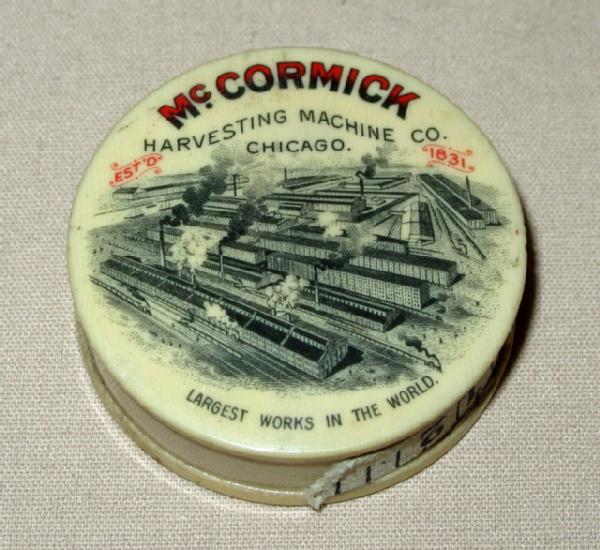 McCORMICK
HARVESTING MACHINE CO.
CHICAGO.
EST'D 1831.
LARGEST WORKS IN THE WORLD.